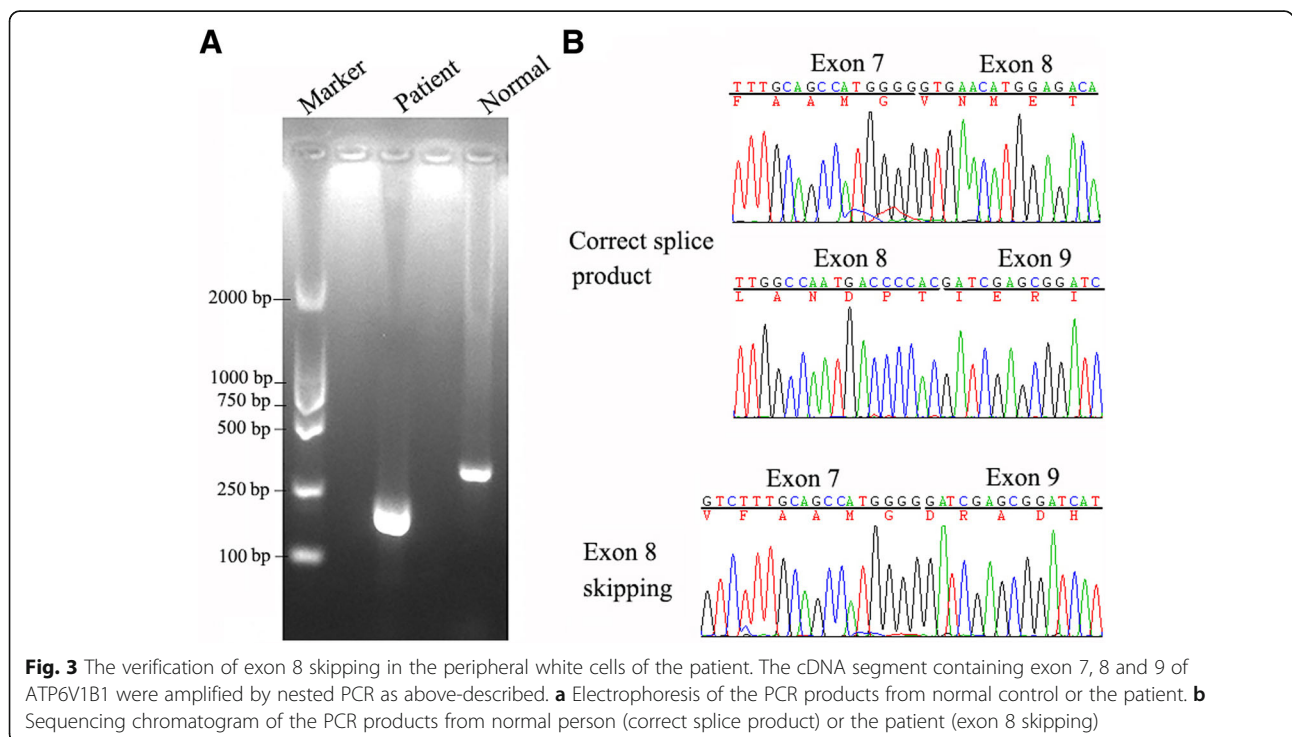 A
B
Marker
Patient
Normal
2000 bp
1000 bp
750 bp
500 bp
250 bp
100 bp
Correct splice
product
Exon 7 Exon 8
TTTGCAGCCATGGGGGTGAACATGGAGACA
F A A M G V N M E T
Exon 8 Exon 9
TTGGCCAATGACCCCACGATCGAGCGGATC
L A N D P T I E R I
Exon 8
skipping
Exon 7 Exon 9
GTCTTTGCAGCCATGGGGGATCGAGCGGATCAT
V F A A M G D R A D H
Fig. 3 The verification of exon 8 skipping in the peripheral white cells of the patient. The cDNA segment containing exon 7, 8 and 9 of
ATP6V1B1 were amplified by nested PCR as above-described. a Electrophoresis of the PCR products from normal control or the patient. b
Sequencing chromatogram of the PCR products from normal person (correct splice product) or the patient (exon 8 skipping)